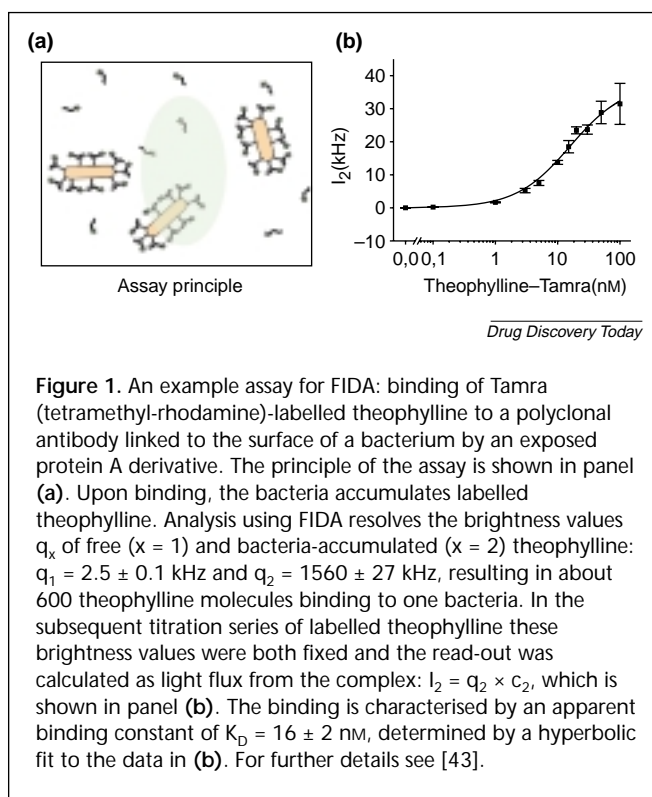 (a)
(b)
40
30
20
10
0
–10
I2(kHz)
0,0 0,1 1 10 100
Assay principle
Theophylline–Tamra(nM)
Drug Discovery Today
Figure 1. An example assay for FIDA: binding of Tamra
(tetramethyl-rhodamine)-labelled theophylline to a polyclonal
antibody linked to the surface of a bacterium by an exposed
protein A derivative. The principle of the assay is shown in panel
(a). Upon binding, the bacteria accumulates labelled
theophylline. Analysis using FIDA resolves the brightness values
qx of free (x = 1) and bacteria-accumulated (x = 2) theophylline:
q1 = 2.5 ± 0.1 kHz and q2 = 1560 ± 27 kHz, resulting in about
600 theophylline molecules binding to one bacteria. In the
subsequent titration series of labelled theophylline these
brightness values were both fixed and the read-out was
calculated as light flux from the complex: I2 = q2 × c2, which is
shown in panel (b). The binding is characterised by an apparent
binding constant of KD = 16 ± 2 nM, determined by a hyperbolic
fit to the data in (b). For further details see [43].